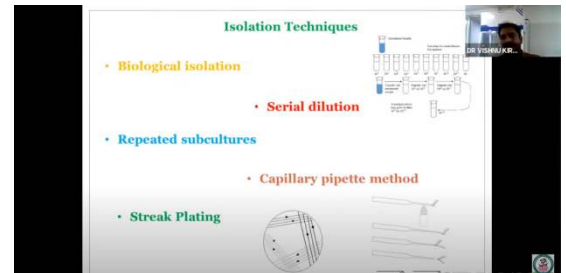 Isolation Techniques
DR VISHNU KIR...
• Biological isolation
• Serial dilution
• Repeated subcultures
• Capillary pipette method
• Streak Plating